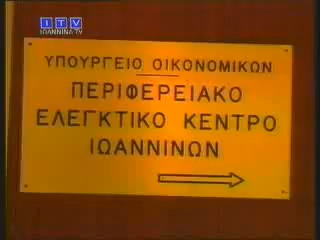 ITV
IOANNINA TV
ΥΠΟΥΡΓΕΙΟ ΟΙΚΟΝΟΜΙΚΩΝ
ΠΕΡΙΦΕΡΕΙΑΚΟ
ΕΛΕΓΚΤΙΚΟ ΚΕΝΤΡΟ
ΙΩΑΝΝΙΝΩΝ